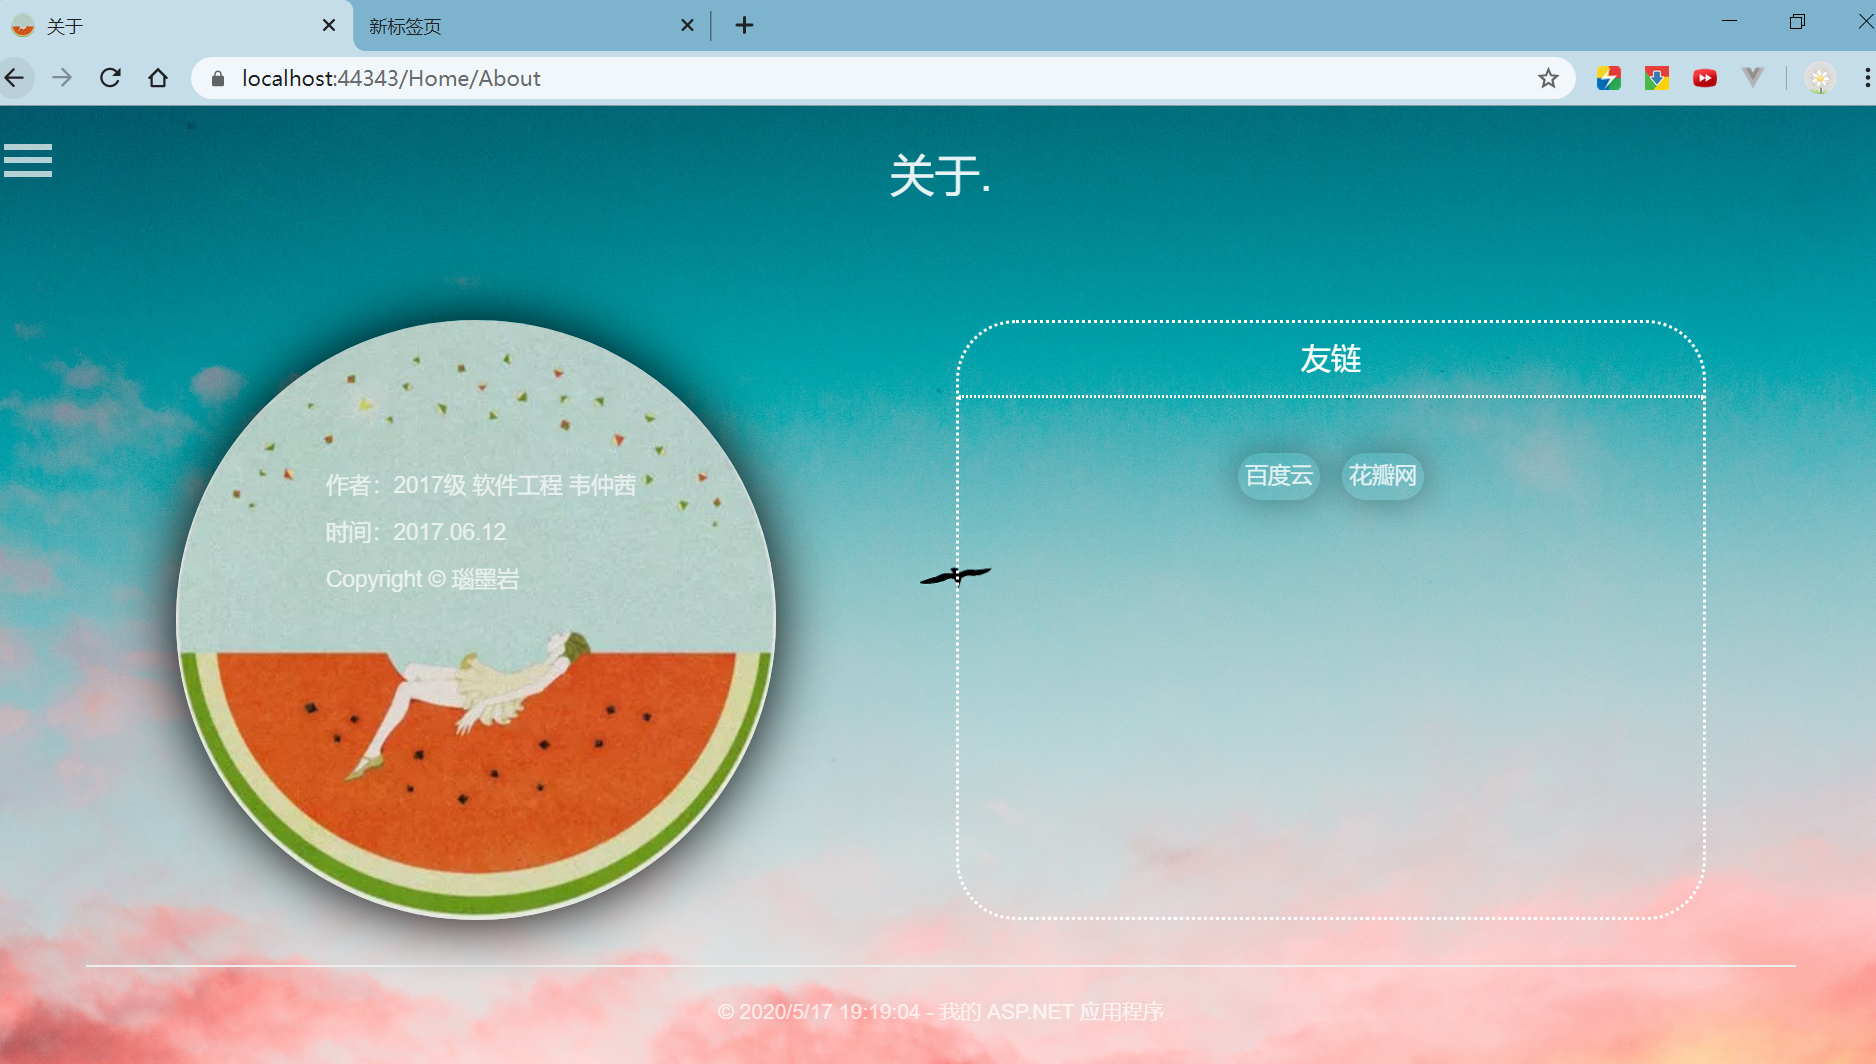 关于
新标签页
localhost:44343/Home/About
关于.
作者：2017级 软件工程 韦仲茜
时间：2017.06.12
Copyright © 瑙墨岩
友链
百度云 花瓣网
© 2020/5/17 19:19:04 - 我的 ASP.NET 应用程序